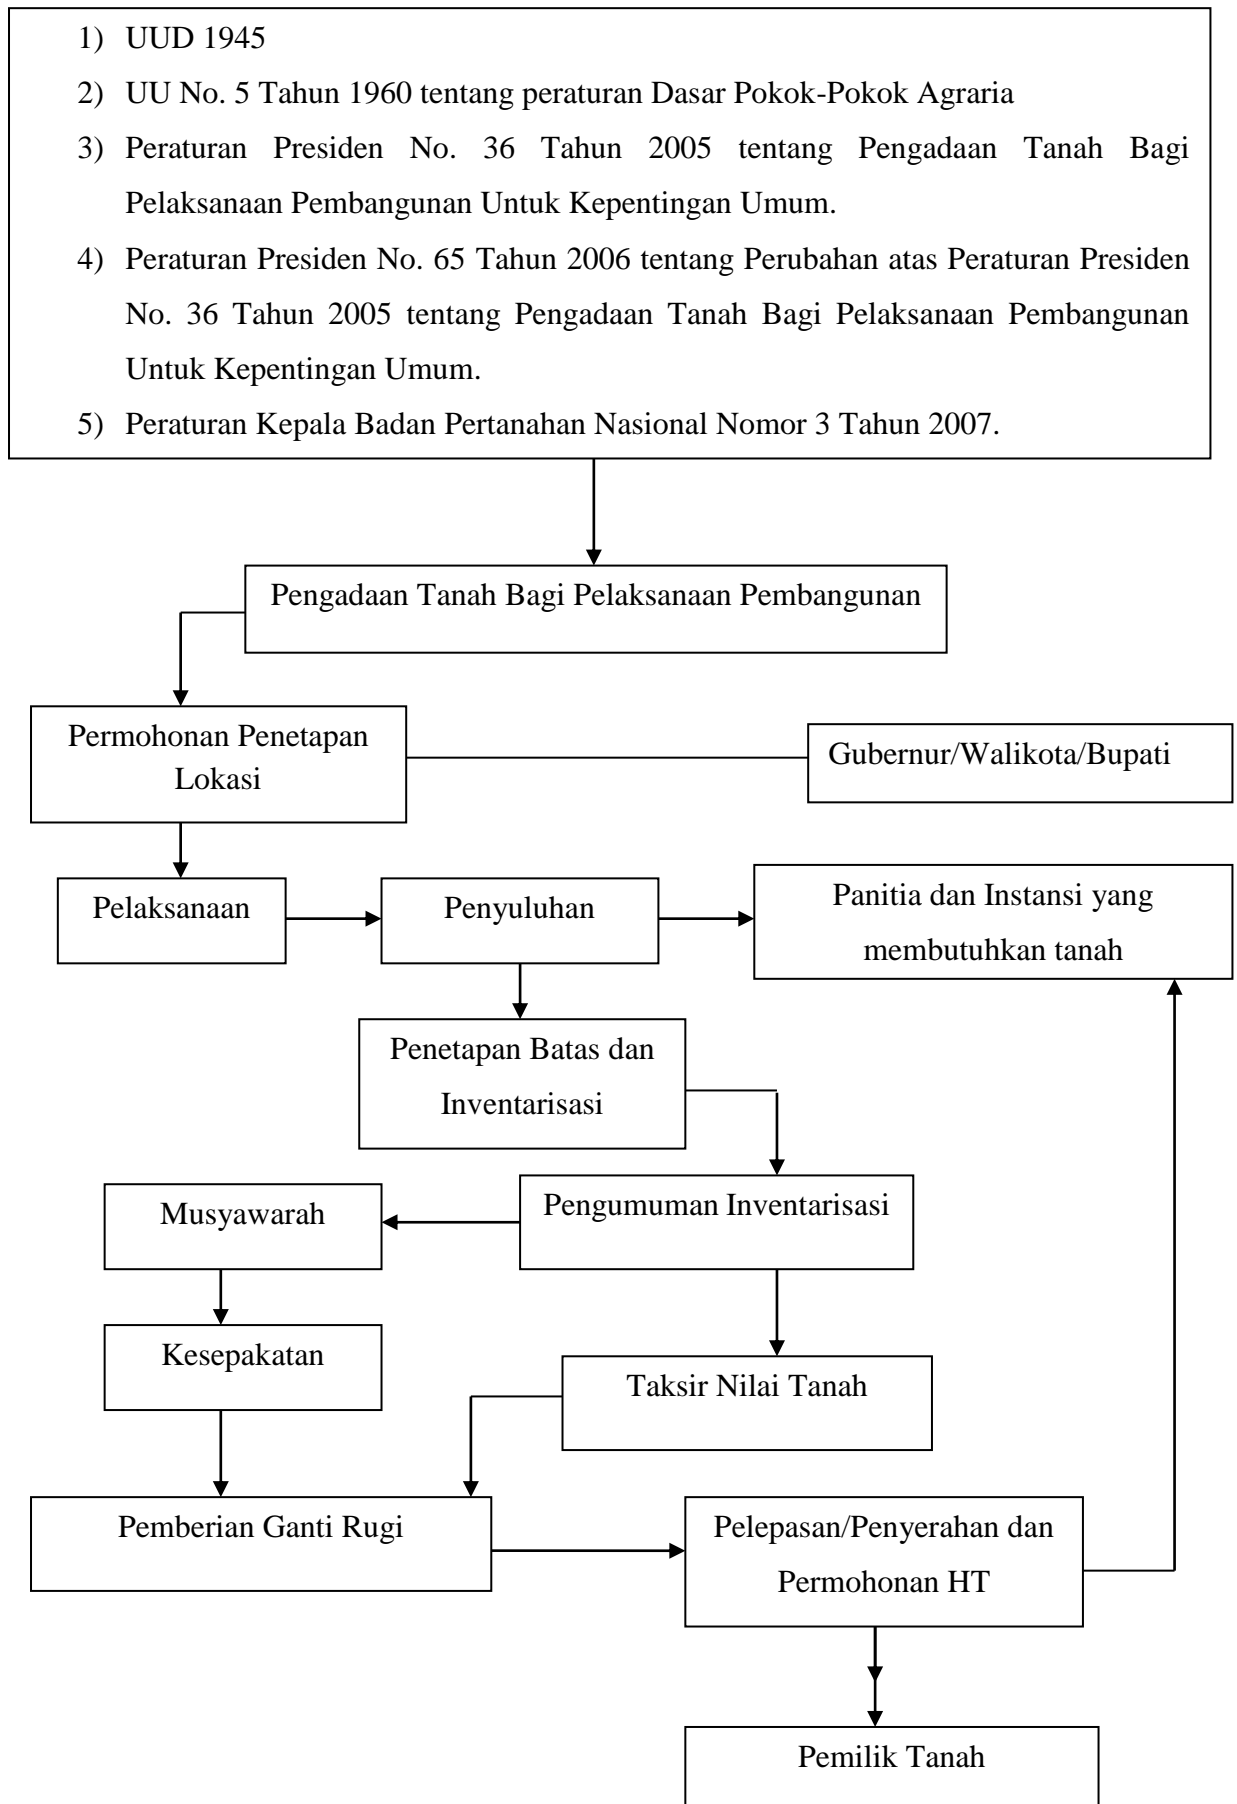 1) UUD 1945
2) UU No. 5 Tahun 1960 tentang peraturan Dasar Pokok-Pokok Agraria
3) Peraturan Presiden No. 36 Tahun 2005 tentang Pengadaan Tanah Bagi
Pelaksanaan Pembangunan Untuk Kepentingan Umum.
4) Peraturan Presiden No. 65 Tahun 2006 tentang Perubahan atas Peraturan Presiden
No. 36 Tahun 2005 tentang Pengadaan Tanah Bagi Pelaksanaan Pembangunan
Untuk Kepentingan Umum.
5) Peraturan Kepala Badan Pertanahan Nasional Nomor 3 Tahun 2007.
Pengadaan Tanah Bagi Pelaksanaan Pembangunan
Permohonan Penetapan
Lokasi
Gubernur/Walikota/Bupati
Pelaksanaan
Penyuluhan
Panitia dan Instansi yang
membutuhkan tanah
Penetapan Batas dan
Inventarisasi
Musyawarah
Pengumuman Inventarisasi
Kesepakatan
Taksir Nilai Tanah
Pemberian Ganti Rugi
Pelepasan/Penyerahan dan
Permohonan HT
Pemilik Tanah